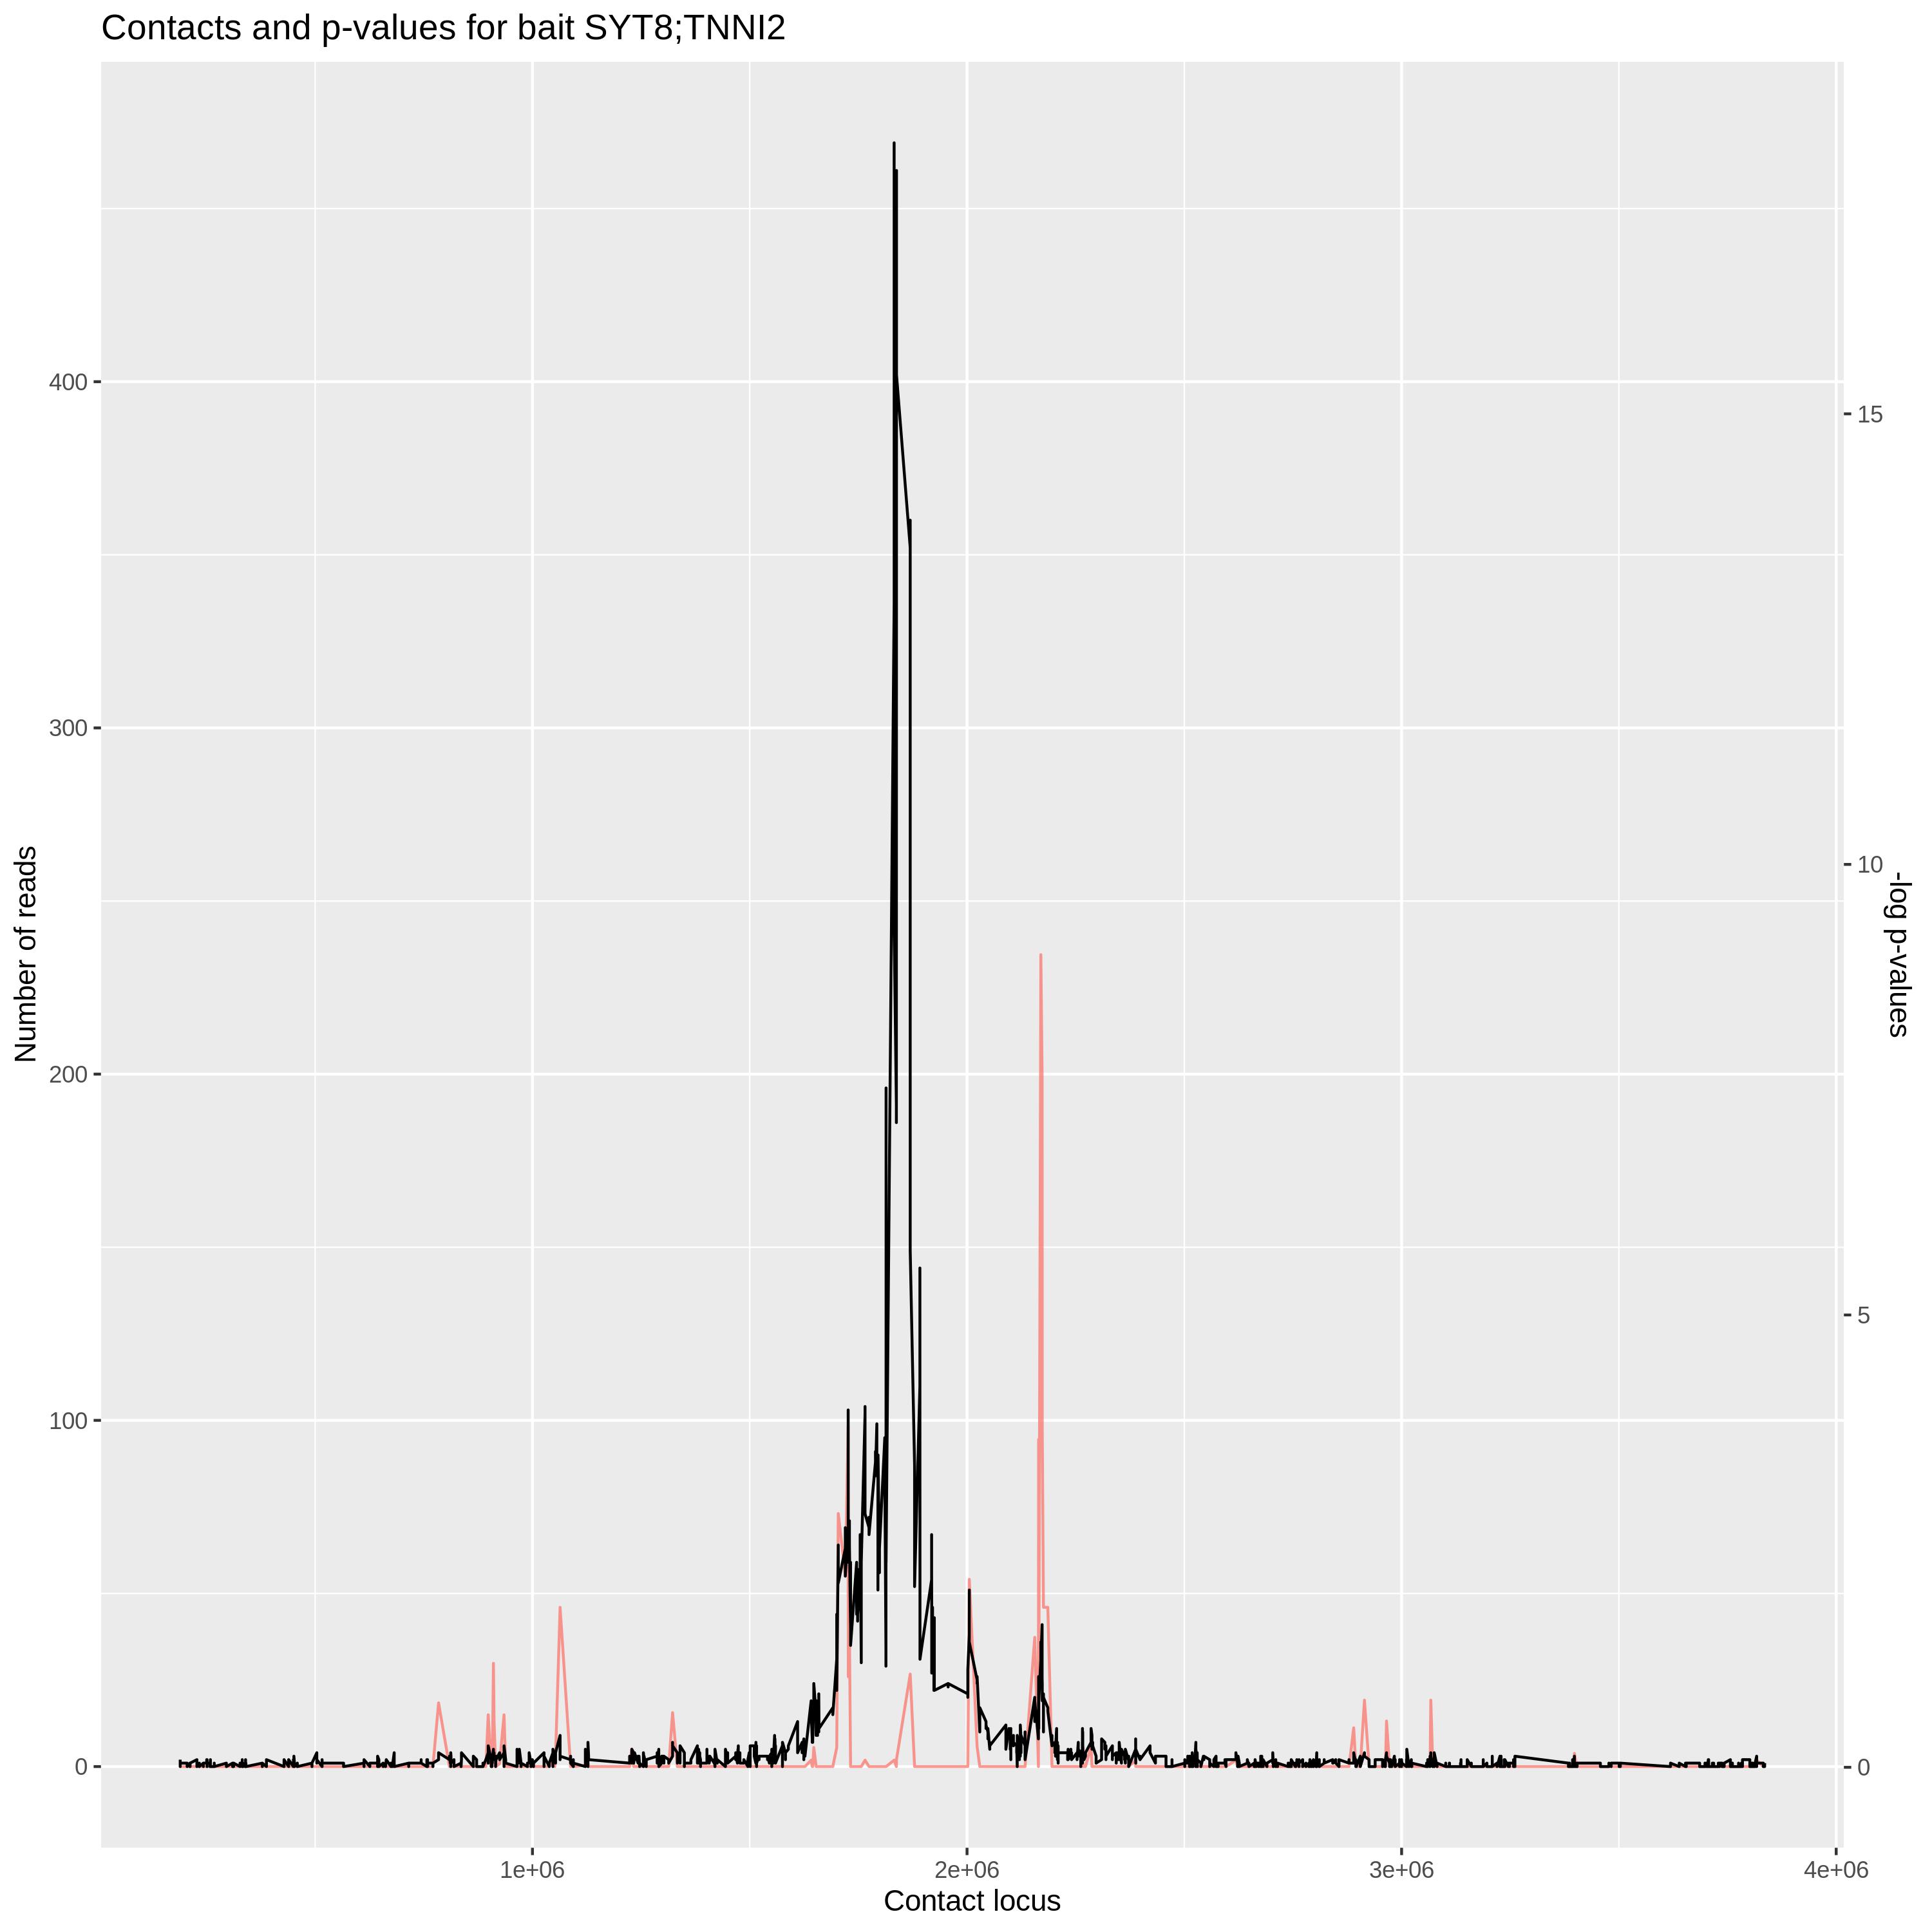 Contacts and p-values for bait SYT8;TNNI2
400
300
200
100
0
Number of reads
15
10
5
0
-log p-values
1e+06
2e+06
3e+06
4e+06
Contact locus